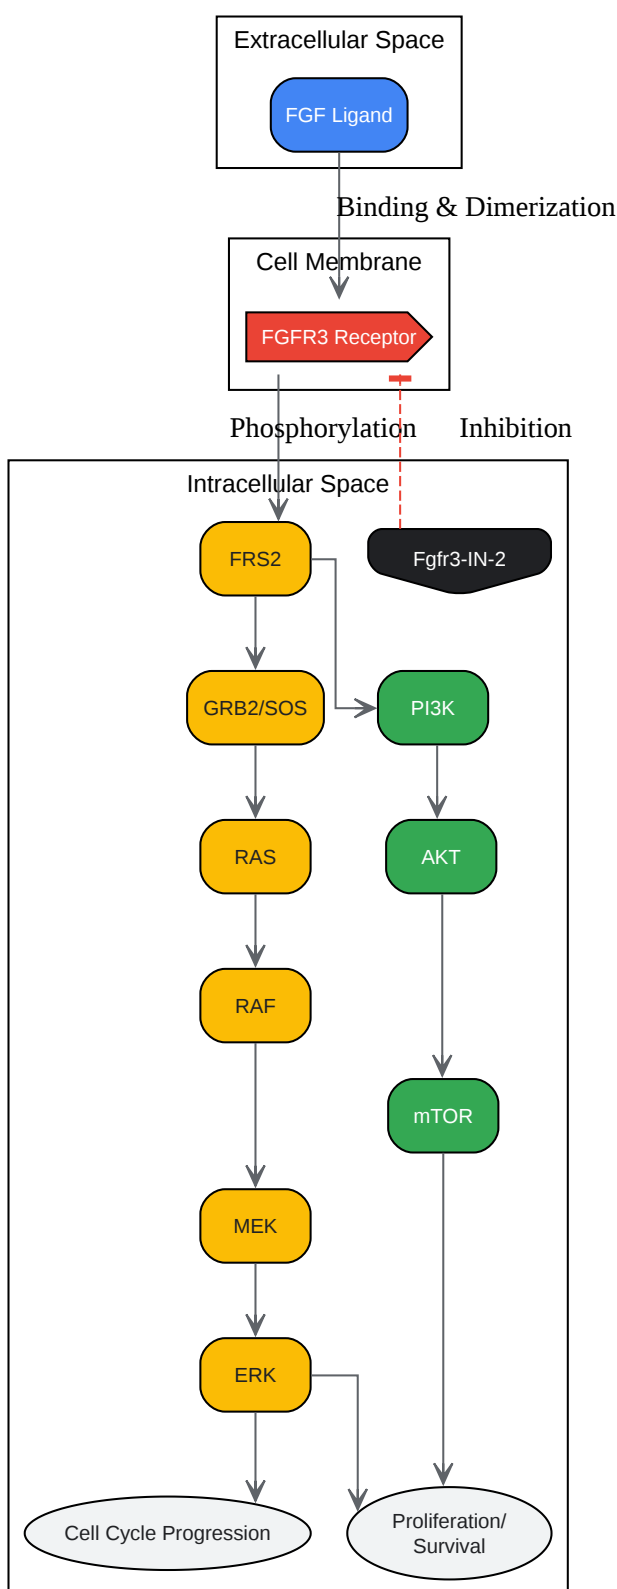 Extracellular Space
FGF Ligand
Binding & Dimerization
Cell Membrane
FGFR3 Receptor
Phosphorylation
Inhibition
Intracellular Space
FRS2
Fgfr3-IN-2
GRB2/SOS
PI3K
RAS
AKT
RAF
mTOR
MEK
ERK
Cell Cycle Progression
Proliferation/
Survival